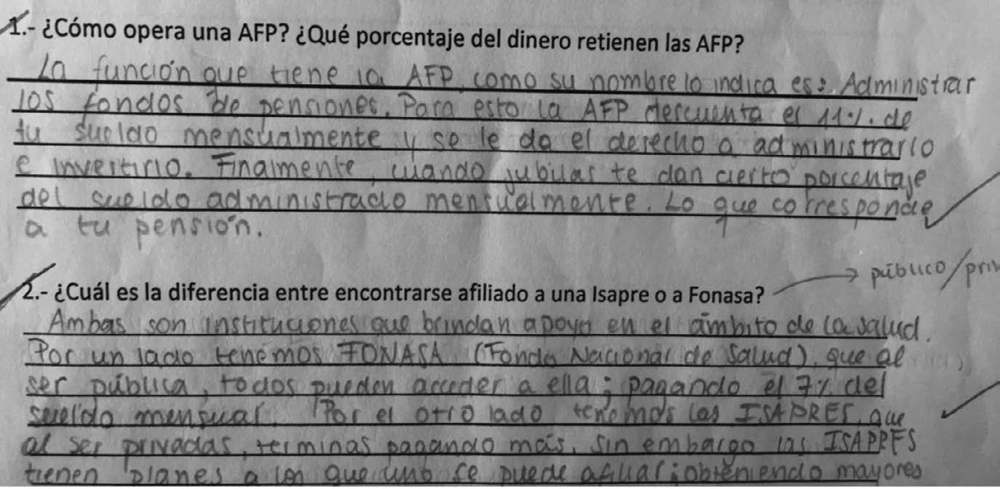 1.- ¿Cómo opera una AFP? ¿Qué porcentaje del dinero retienen las AFP?
La función que tiene la AFP, como su nombre lo indica es: Administrar
los fondos de pensiones. Para esto la AFP descuenta el 11%. de
tu sueldo mensualmente y se le da el derecho a administrarlo
e invertirlo. Finalmente, cuando jubilas te dan cierto porcentaje
del sueldo administrado mensualmente. Lo que corresponde
a tu pensión.
público/priv
2.- ¿Cuál es la diferencia entre encontrarse afiliado a una Isapre o a Fonasa?
Ambas son instituciones que brindan apoyo en el ámbito de la salud.
Por un lado tenemos FONASA (Fondo Nacional de Salud), que al
ser pública, todos pueden acceder a ella; pagando el 7% del
sueldo mensual. Por el otro lado tenemos las ISAPRES, que
al ser privadas, terminas pagando más, sin embargo las ISAPRES
tienen planes a los que uno se puede afiliar; obteniendo mayores